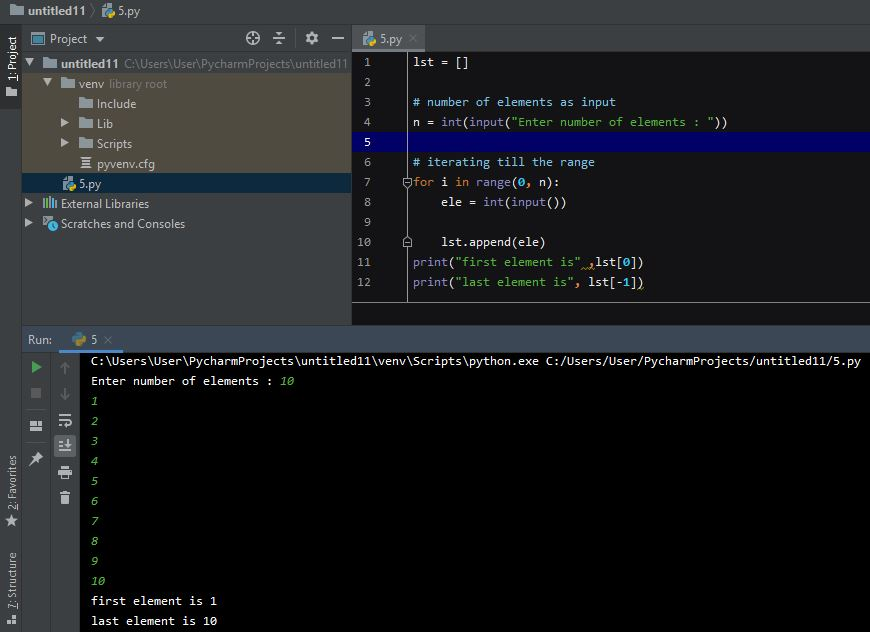 untitled11 5.py
1: Project
Project
untitled11 C:\Users\User\PycharmProjects\untitled11
venv library root
Include
Lib
Scripts
pyvenv.cfg
5.py
External Libraries
Scratches and Consoles
5.py
1 lst = []
2
3 # number of elements as input
4 n = int(input("Enter number of elements : "))
5
6 # iterating till the range
7 for i in range(0, n):
8     ele = int(input())
9
10     lst.append(ele)
11 print("first element is" ,lst[0])
12 print("last element is", lst[-1])
Run: 5
C:\Users\User\PycharmProjects\untitled11\venv\Scripts\python.exe C:/Users/User/PycharmProjects/untitled11/5.py
Enter number of elements : 10
1
2
3
4
5
6
7
8
9
10
first element is 1
last element is 10
2: Favorites
7: Structure